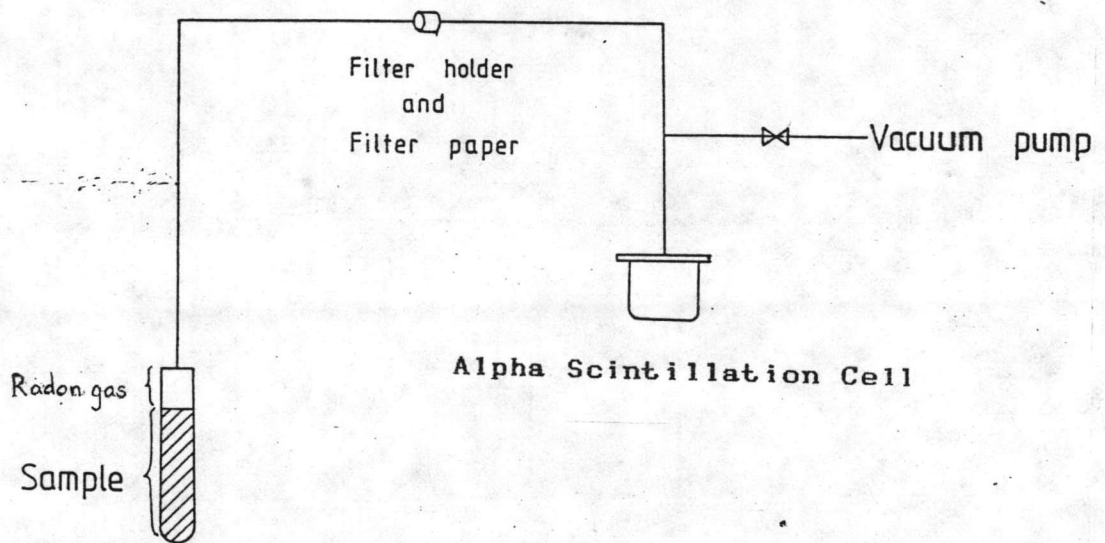 Filter holder
and
Filter paper
Vacuum pump
Alpha Scintillation Cell
Radon gas
Sample